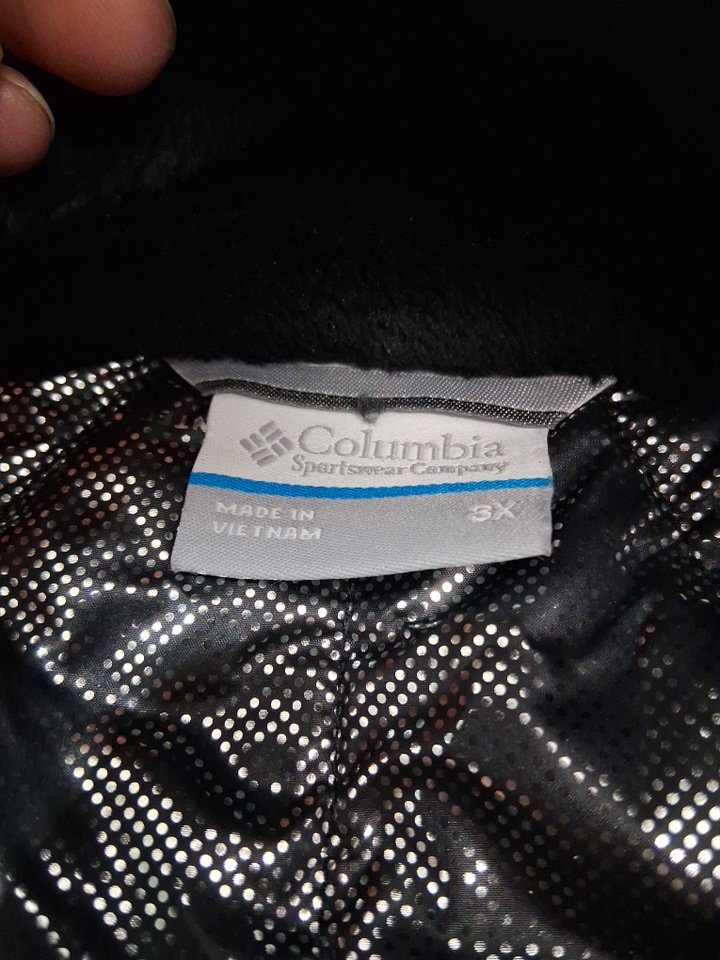 Columbia
Sportswear Company
MADE IN 3X
VIETNAM